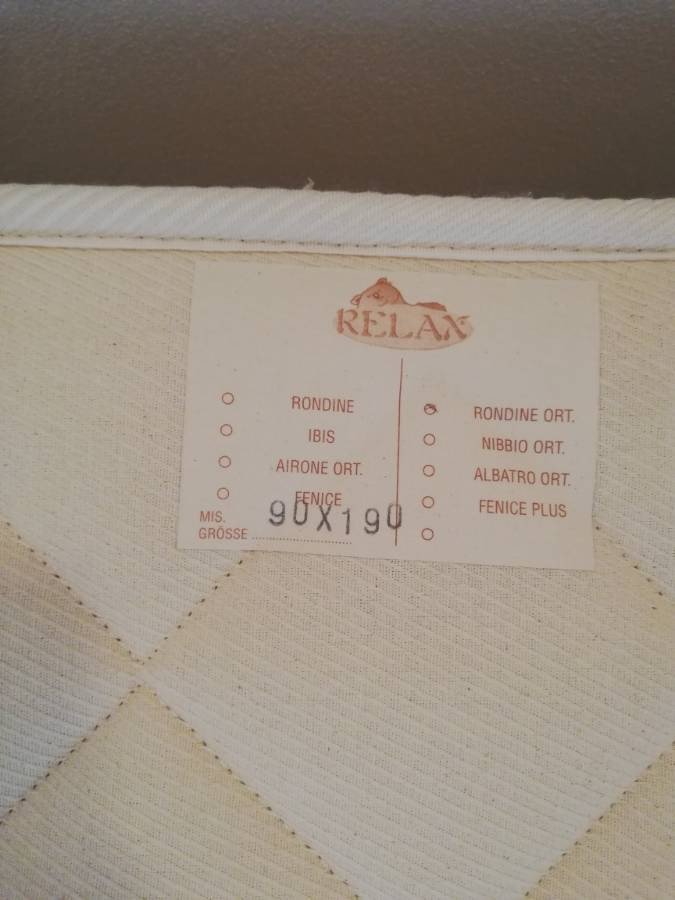 RELAX
RONDINE
IBIS
AIRONE ORT.
FENICE
MIS.
GRÖSSE
90X190
RONDINE ORT.
NIBBIO ORT.
ALBATRO ORT.
FENICE PLUS